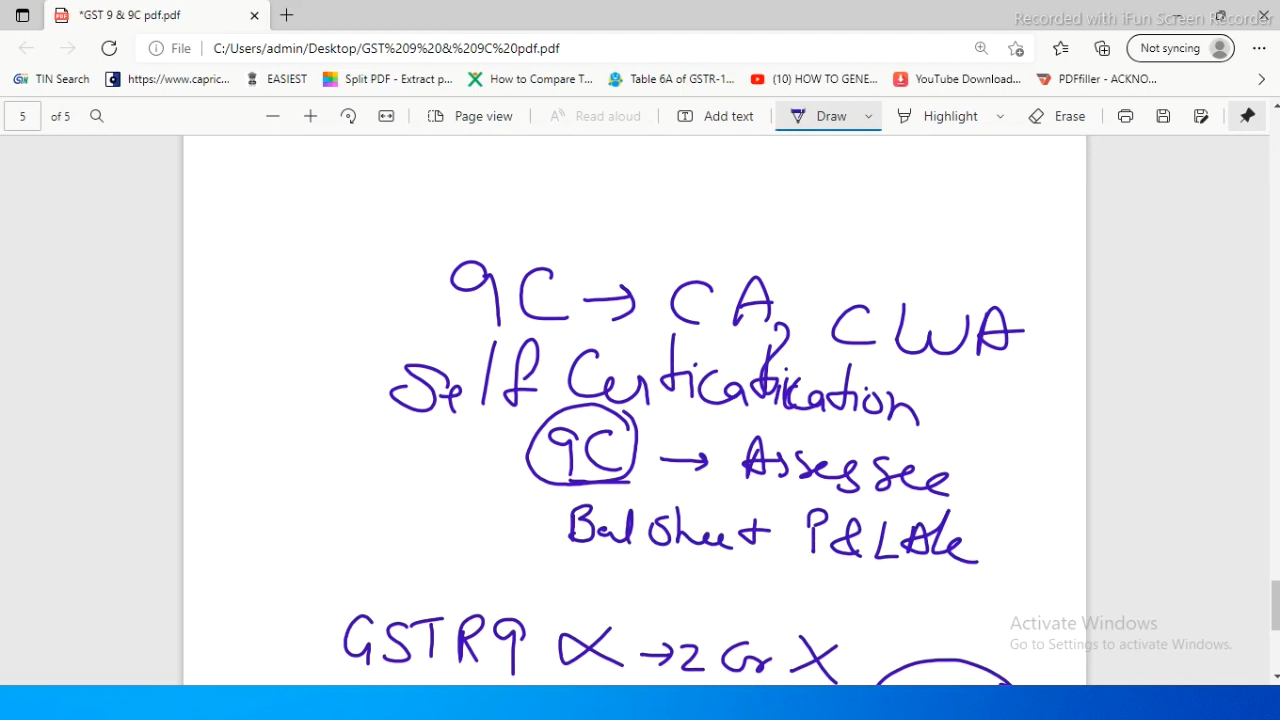 *GST 9 & 9C pdf.pdf
Recorded with iFun Screen Recorder
File C:/Users/admin/Desktop/GST%209%20&%209C%20pdf.pdf Not syncing
TIN Search https://www.capric... EASIEST Split PDF - Extract p... How to Compare T... Table 6A of GSTR-1... (10) HOW TO GENE... YouTube Download... PDFfiller - ACKNO...
5 of 5 Page view Read aloud Add text Draw Highlight Erase
9C → CA, CWA
Self Certication
9C → Assessee
Bal Sheet P & L A/c
GSTR 9 → 2 Cr X
Activate Windows
Go to Settings to activate Windows.